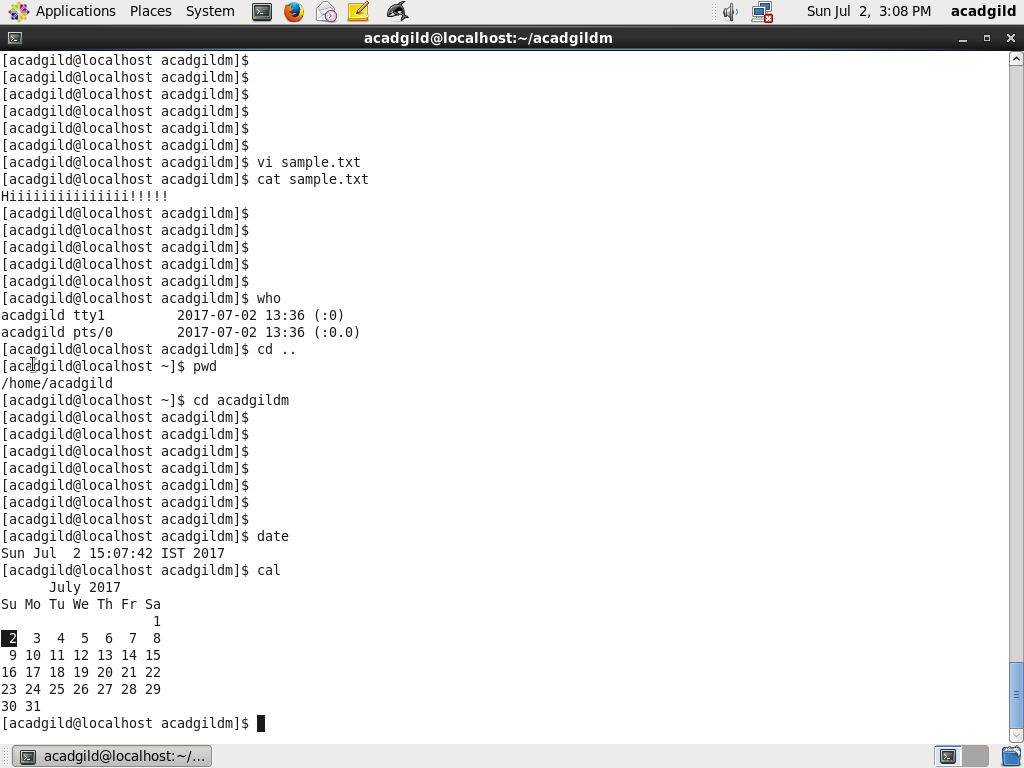 Applications Places System Sun Jul 2, 3:08 PM acadgild
acadgild@localhost:~/acadgildm
[acadgild@localhost acadgildm]$
[acadgild@localhost acadgildm]$
[acadgild@localhost acadgildm]$
[acadgild@localhost acadgildm]$
[acadgild@localhost acadgildm]$
[acadgild@localhost acadgildm]$
[acadgild@localhost acadgildm]$ vi sample.txt
[acadgild@localhost acadgildm]$ cat sample.txt
Hiiiiiiiiiiiiiii!!!!!
[acadgild@localhost acadgildm]$
[acadgild@localhost acadgildm]$
[acadgild@localhost acadgildm]$
[acadgild@localhost acadgildm]$
[acadgild@localhost acadgildm]$
[acadgild@localhost acadgildm]$ who
acadgild tty1         2017-07-02 13:36 (:0)
acadgild pts/0        2017-07-02 13:36 (:0.0)
[acadgild@localhost acadgildm]$ cd ..
[acadgild@localhost ~]$ pwd
/home/acadgild
[acadgild@localhost ~]$ cd acadgildm
[acadgild@localhost acadgildm]$
[acadgild@localhost acadgildm]$
[acadgild@localhost acadgildm]$
[acadgild@localhost acadgildm]$
[acadgild@localhost acadgildm]$
[acadgild@localhost acadgildm]$
[acadgild@localhost acadgildm]$
[acadgild@localhost acadgildm]$ date
Sun Jul  2 15:07:42 IST 2017
[acadgild@localhost acadgildm]$ cal
      July 2017
Su Mo Tu We Th Fr Sa
                   1
 2  3  4  5  6  7  8
 9 10 11 12 13 14 15
16 17 18 19 20 21 22
23 24 25 26 27 28 29
30 31
[acadgild@localhost acadgildm]$
acadgild@localhost:~/...